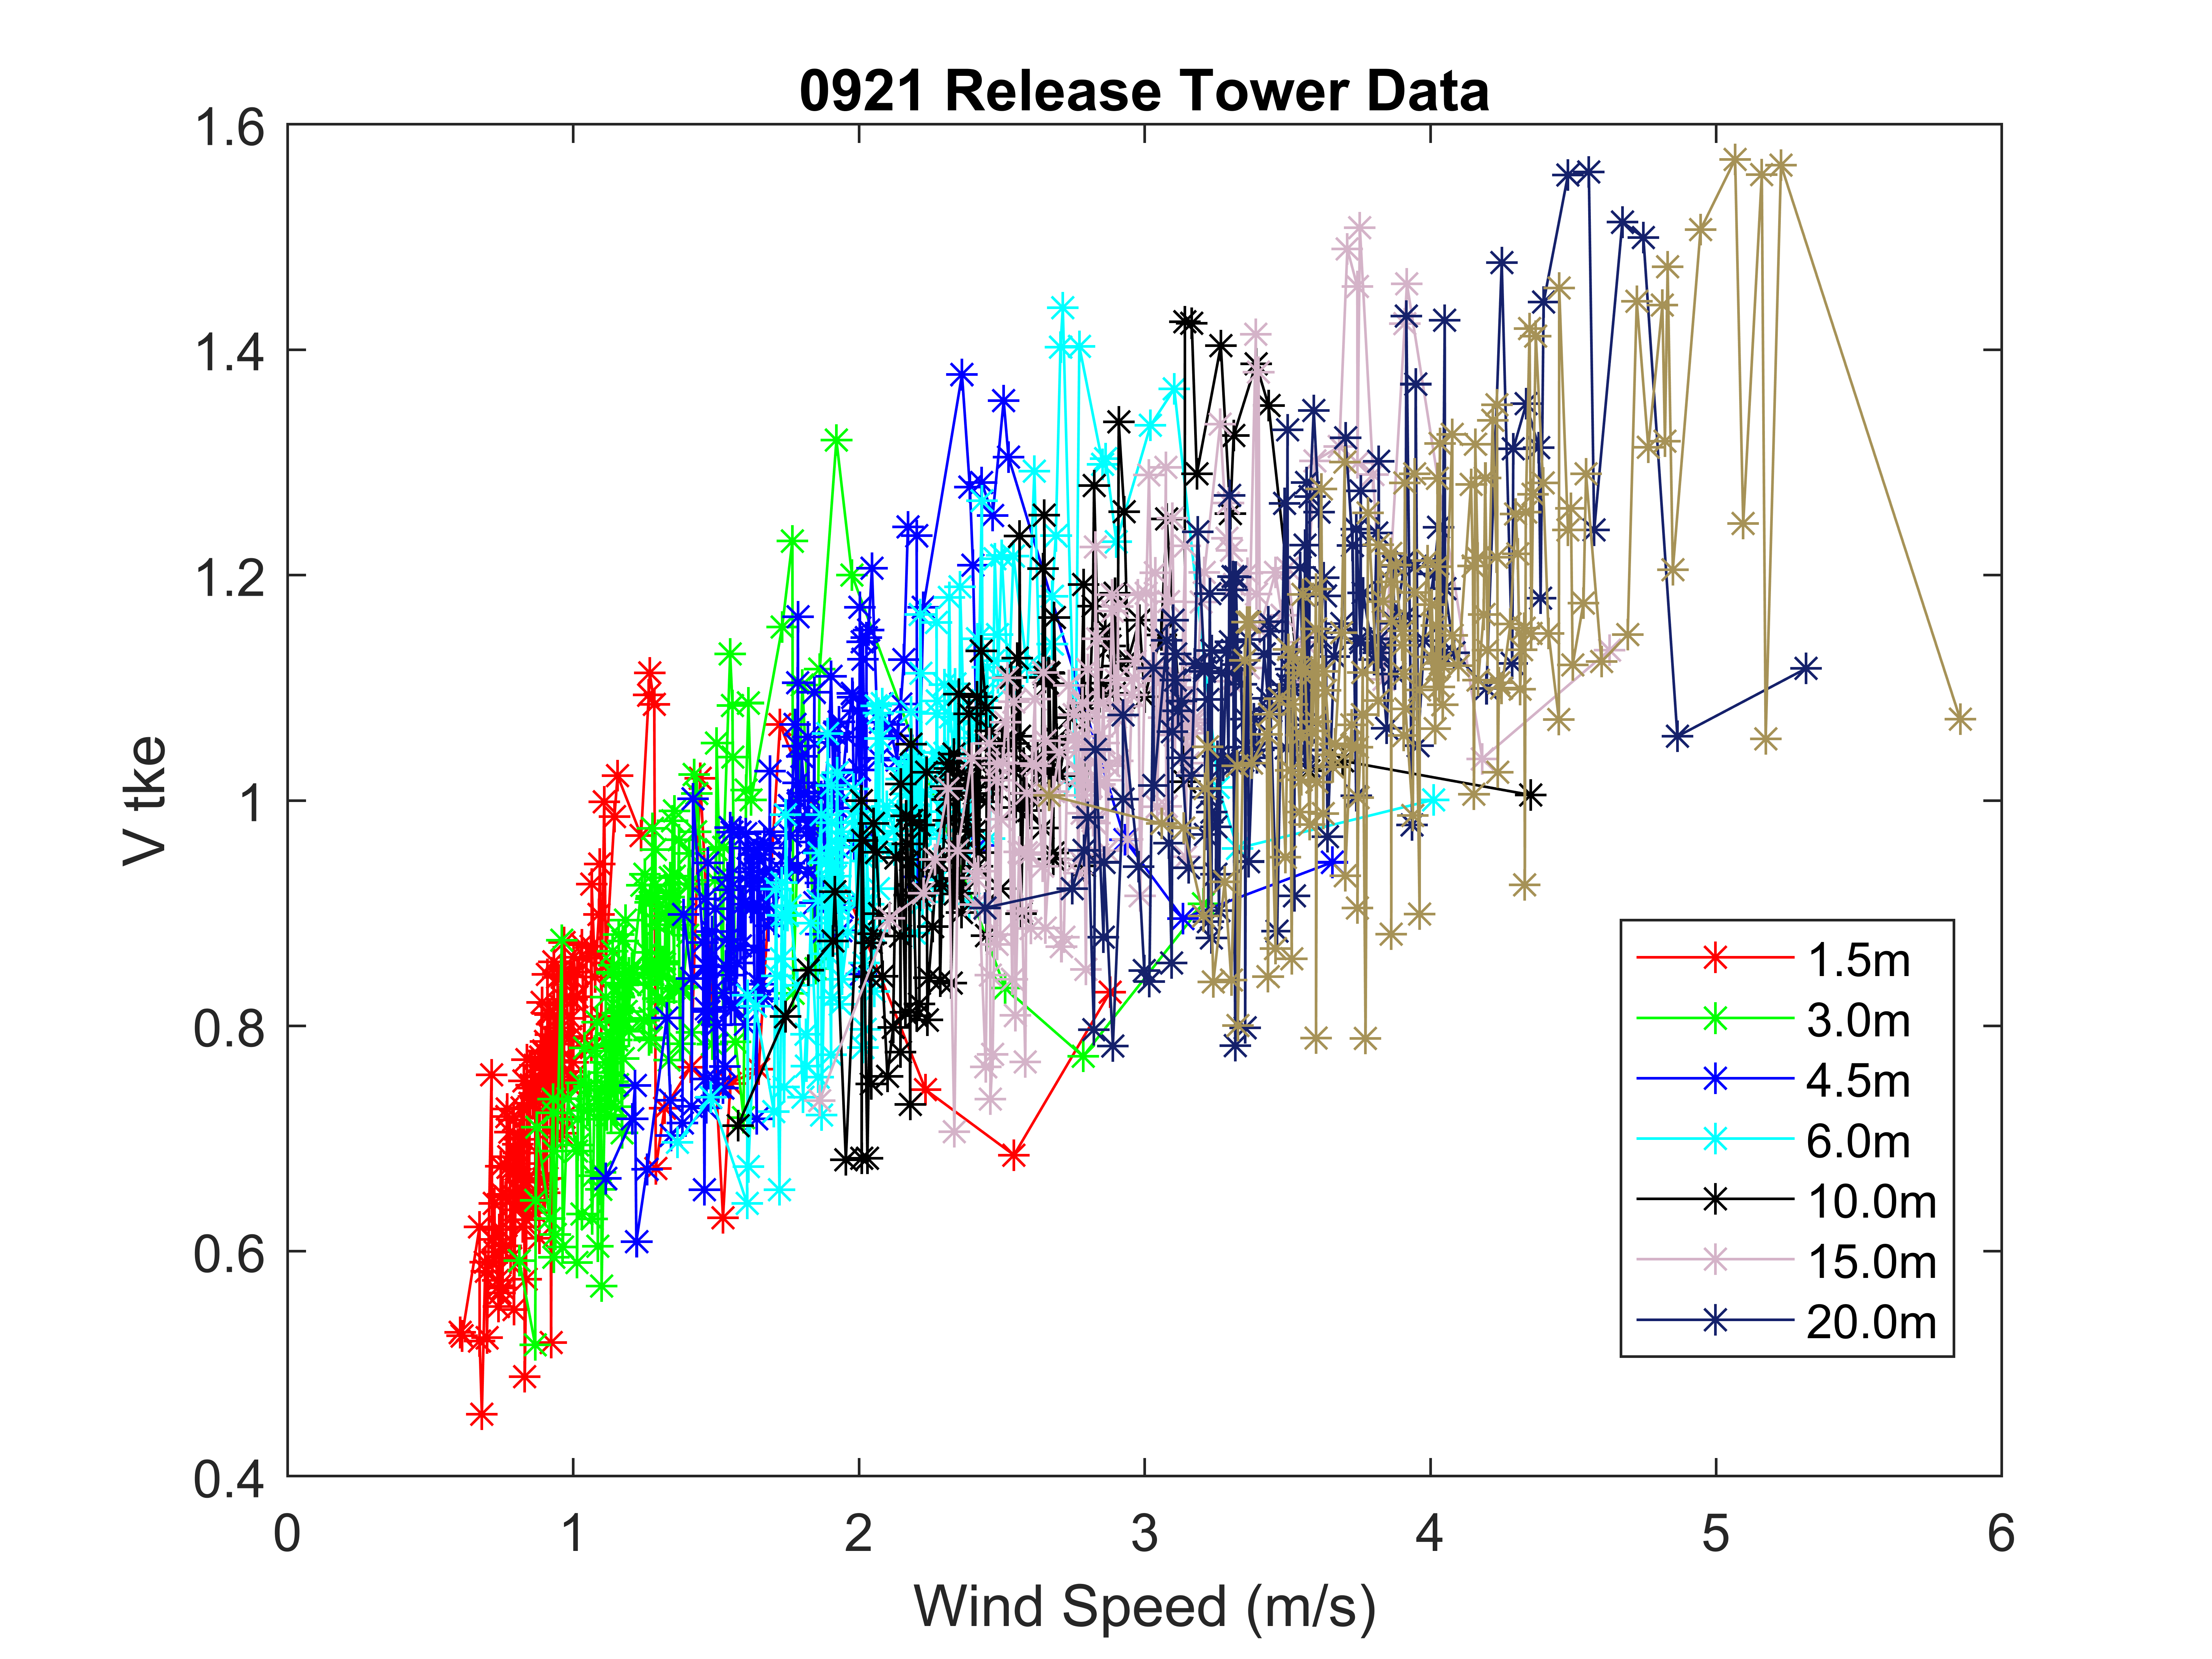 0921 Release Tower Data
1.6
1.4
1.2
1
0.8
0.6
0.4
V tke
1.5m
3.0m
4.5m
6.0m
10.0m
15.0m
20.0m
0 1 2 3 4 5 6
Wind Speed (m/s)